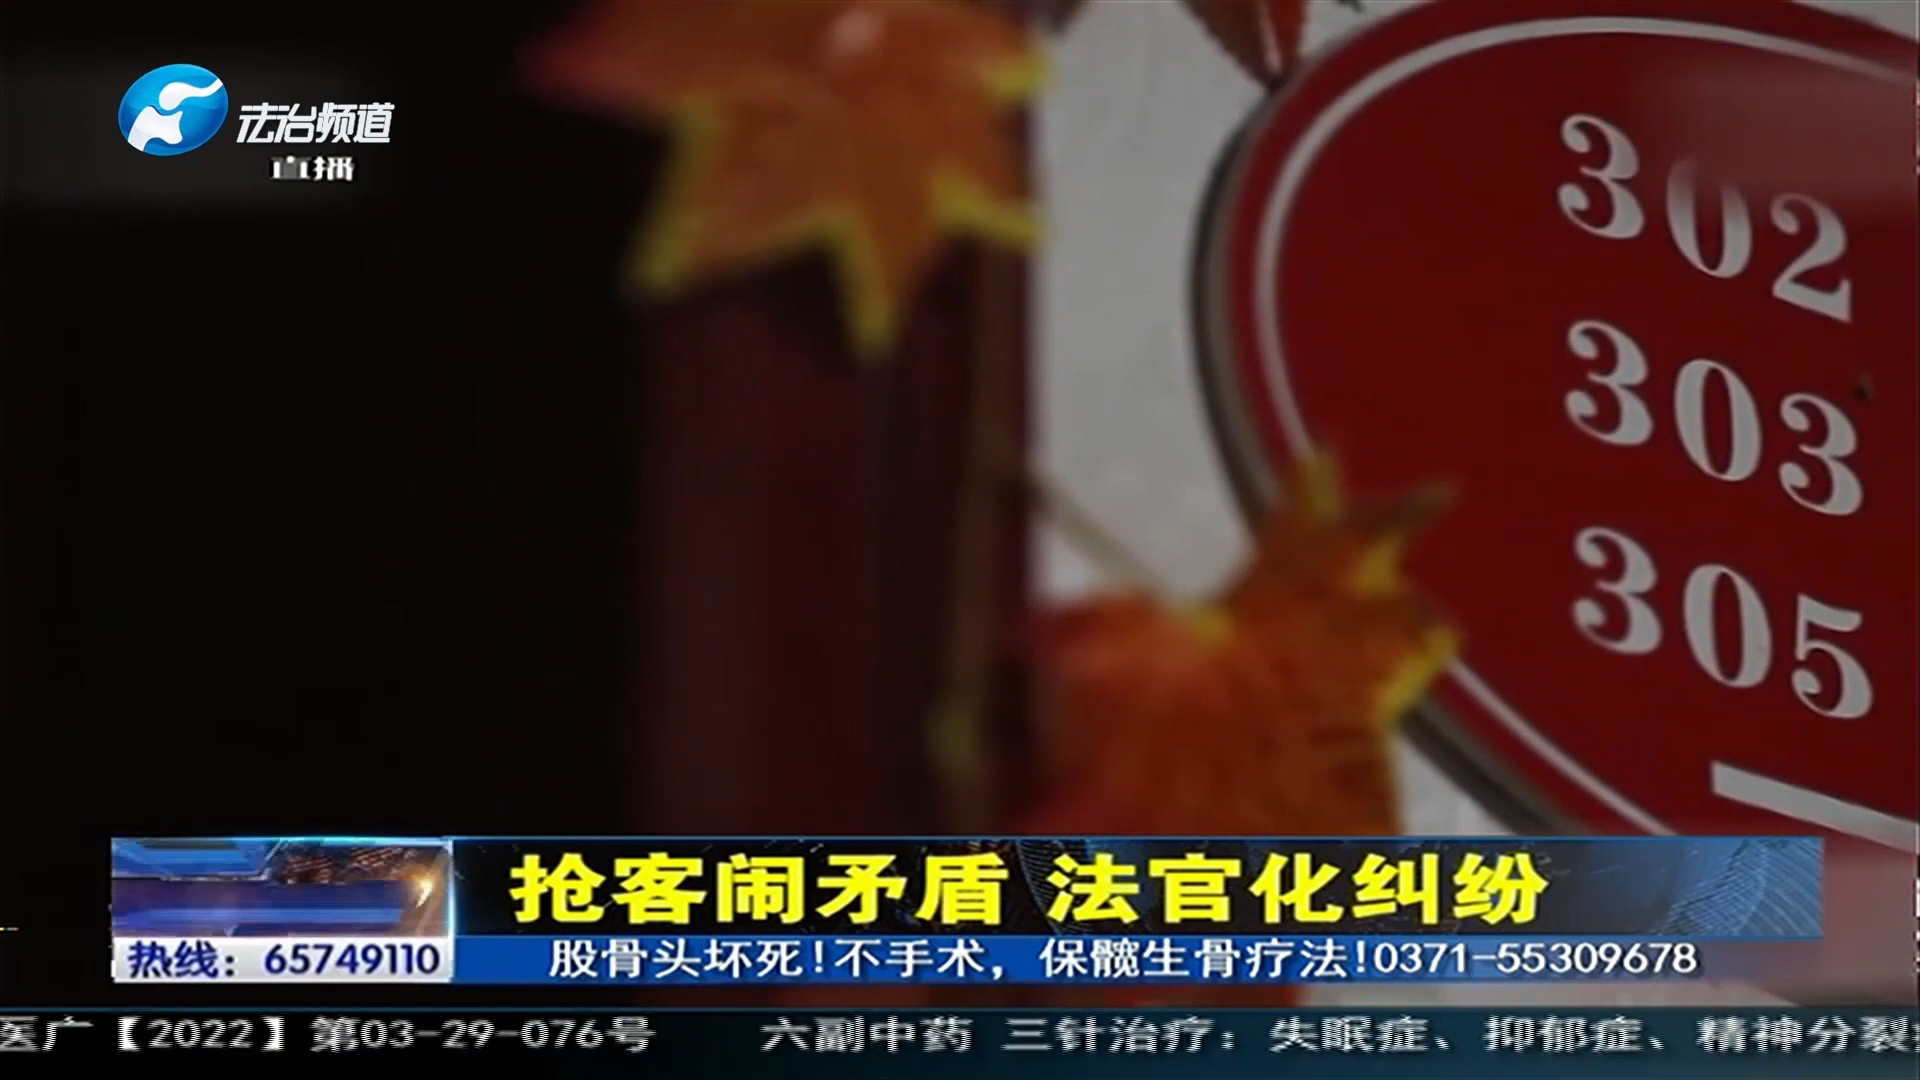 法治频道
直播
302
303
305
抢客闹矛盾 法官化纠纷
热线：65749110
股骨头坏死!不手术，保髋生骨疗法!0371-55309678
医广【2022】第03-29-076号 六副中药 三针治疗：失眠症、抑郁症、精神分裂